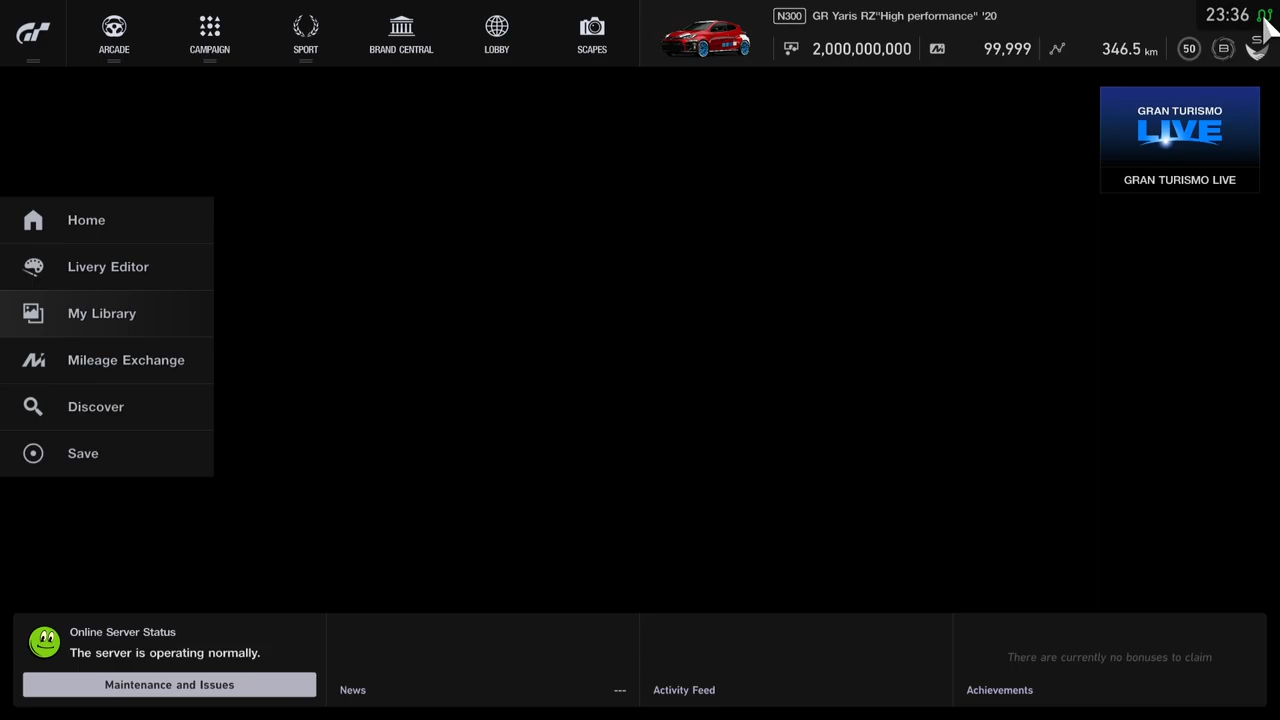 ARCADE
CAMPAIGN
SPORT
BRAND CENTRAL
LOBBY
SCAPES
N300 GR Yaris RZ"High performance" '20
23:36
2,000,000,000
99,999
346.5 km
50
B
S
GRAN TURISMO
LIVE
GRAN TURISMO LIVE
Home
Livery Editor
My Library
Mileage Exchange
Discover
Save
Online Server Status
The server is operating normally.
Maintenance and Issues
News ---
Activity Feed
There are currently no bonuses to claim
Achievements